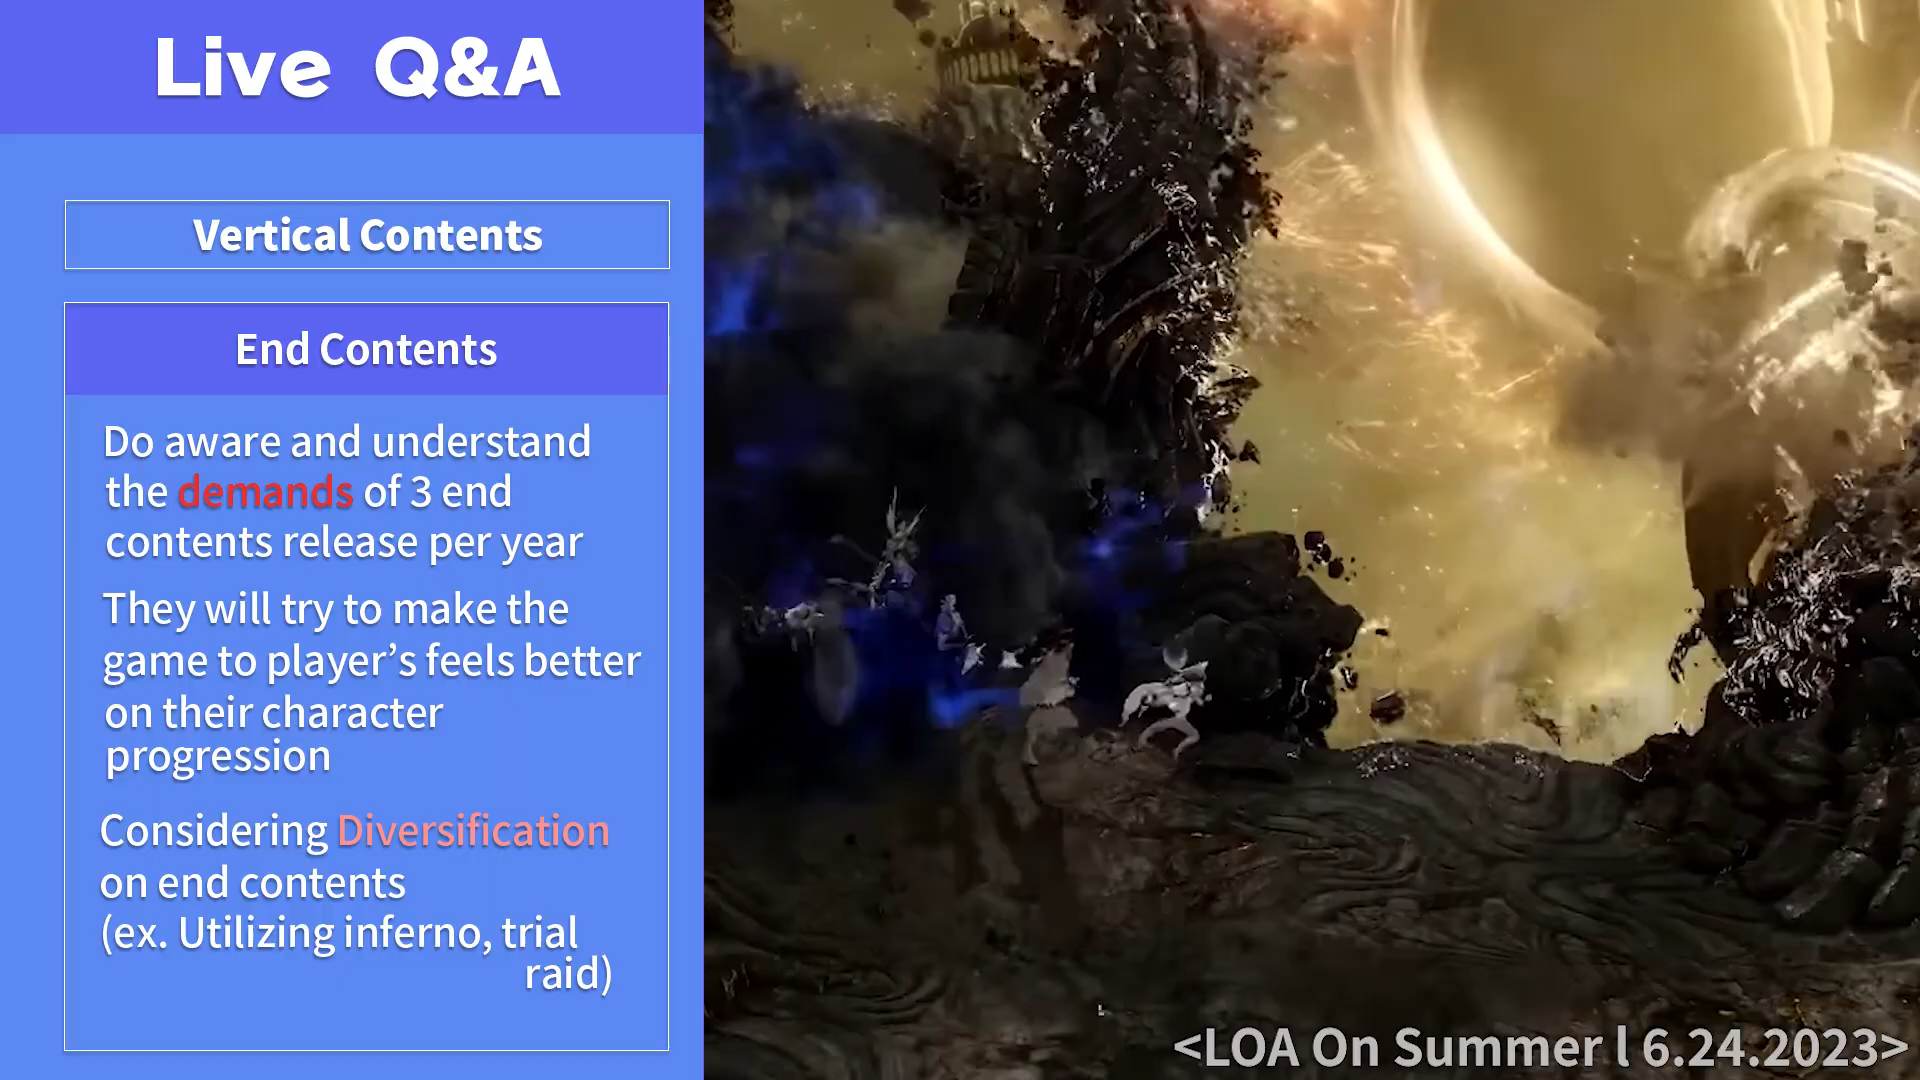 Live Q&A
Vertical Contents
End Contents
Do aware and understand
the demands of 3 end
contents release per year
They will try to make the
game to player’s feels better
on their character
progression
Considering Diversification
on end contents
(ex. Utilizing inferno, trial
raid)
<LOA On Summer l 6.24.2023>